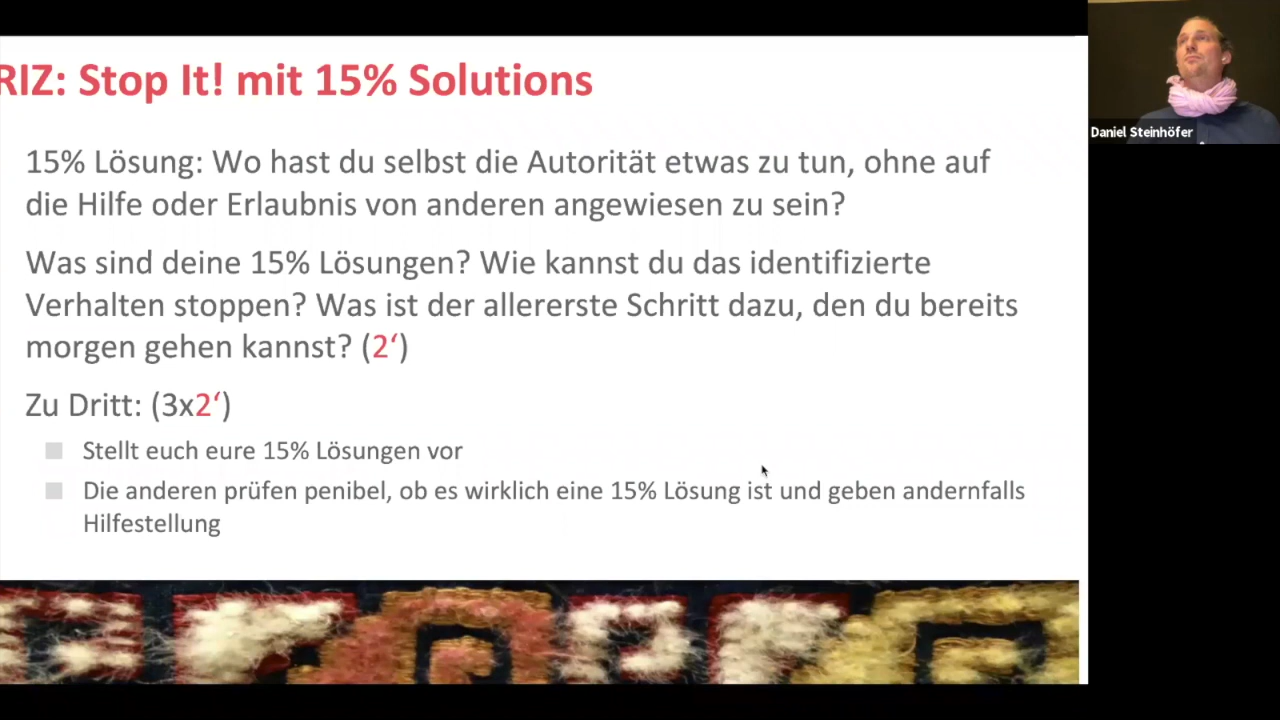 RIZ: Stop It! mit 15% Solutions
Daniel Steinhöfer
15% Lösung: Wo hast du selbst die Autorität etwas zu tun, ohne auf
die Hilfe oder Erlaubnis von anderen angewiesen zu sein?
Was sind deine 15% Lösungen? Wie kannst du das identifizierte
Verhalten stoppen? Was ist der allererste Schritt dazu, den du bereits
morgen gehen kannst? (2‘)
Zu Dritt: (3x2‘)
Stellt euch eure 15% Lösungen vor
Die anderen prüfen penibel, ob es wirklich eine 15% Lösung ist und geben andernfalls
Hilfestellung